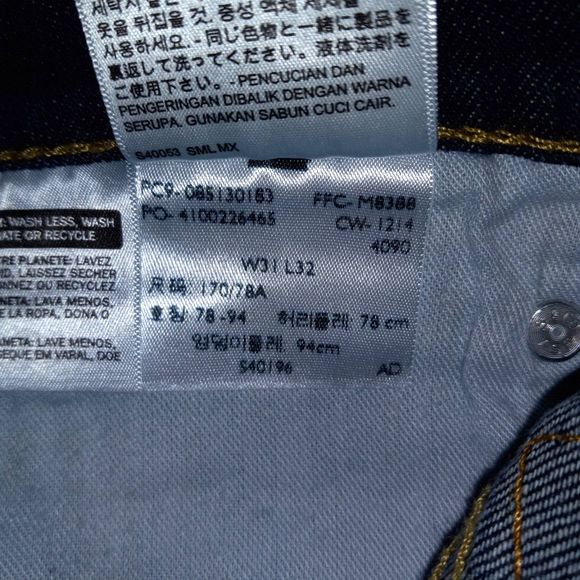 세탁시 같은
옷을 뒤집을 것. 중성 액체 세제를
사용하세요.-同じ色物と一緒に製品を
裏返して洗ってください。液体洗剤を
ご使用下さい。- PENCUCIAN DAN
PENGERINGAN DIBALIK DENGAN WARNA
SERUPA. GUNAKAN SABUN CUCI CAIR.
S40053 SML MX
PC9- 085130183 FFC- M8388
PO- 4100226465 CW- 1214
4090
W31 L32
尺码 170/78A
호칭 78 -94 허리둘레 78 cm
엉덩이둘레 94cm
S40196 AD
: WASH LESS, WASH
ATE OR RECYCLE
TRE PLANETE: LAVEZ
ID. LAISSEZ SECHER
NNEZ OU RECYCLEZ
NETA: LAVA MENOS,
E LA ROPA, DONA O
NETA: LAVE MENOS,
SEQUE EM VARAL, DOE